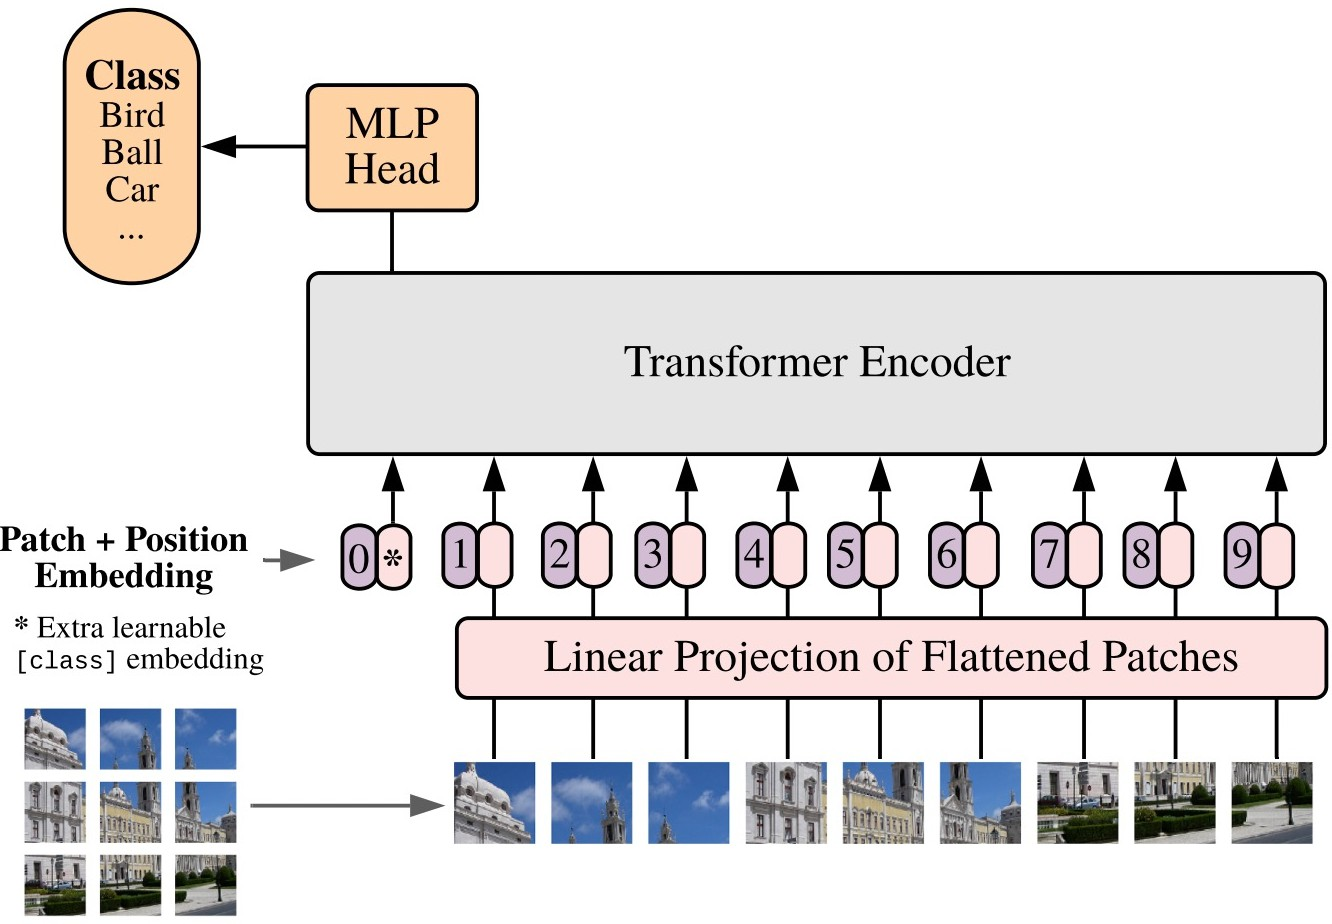 Class
Bird
Ball
Car
...
MLP
Head
Transformer Encoder
Patch + Position
Embedding
0 * 1 2 3 4 5 6 7 8 9
* Extra learnable
[class] embedding
Linear Projection of Flattened Patches